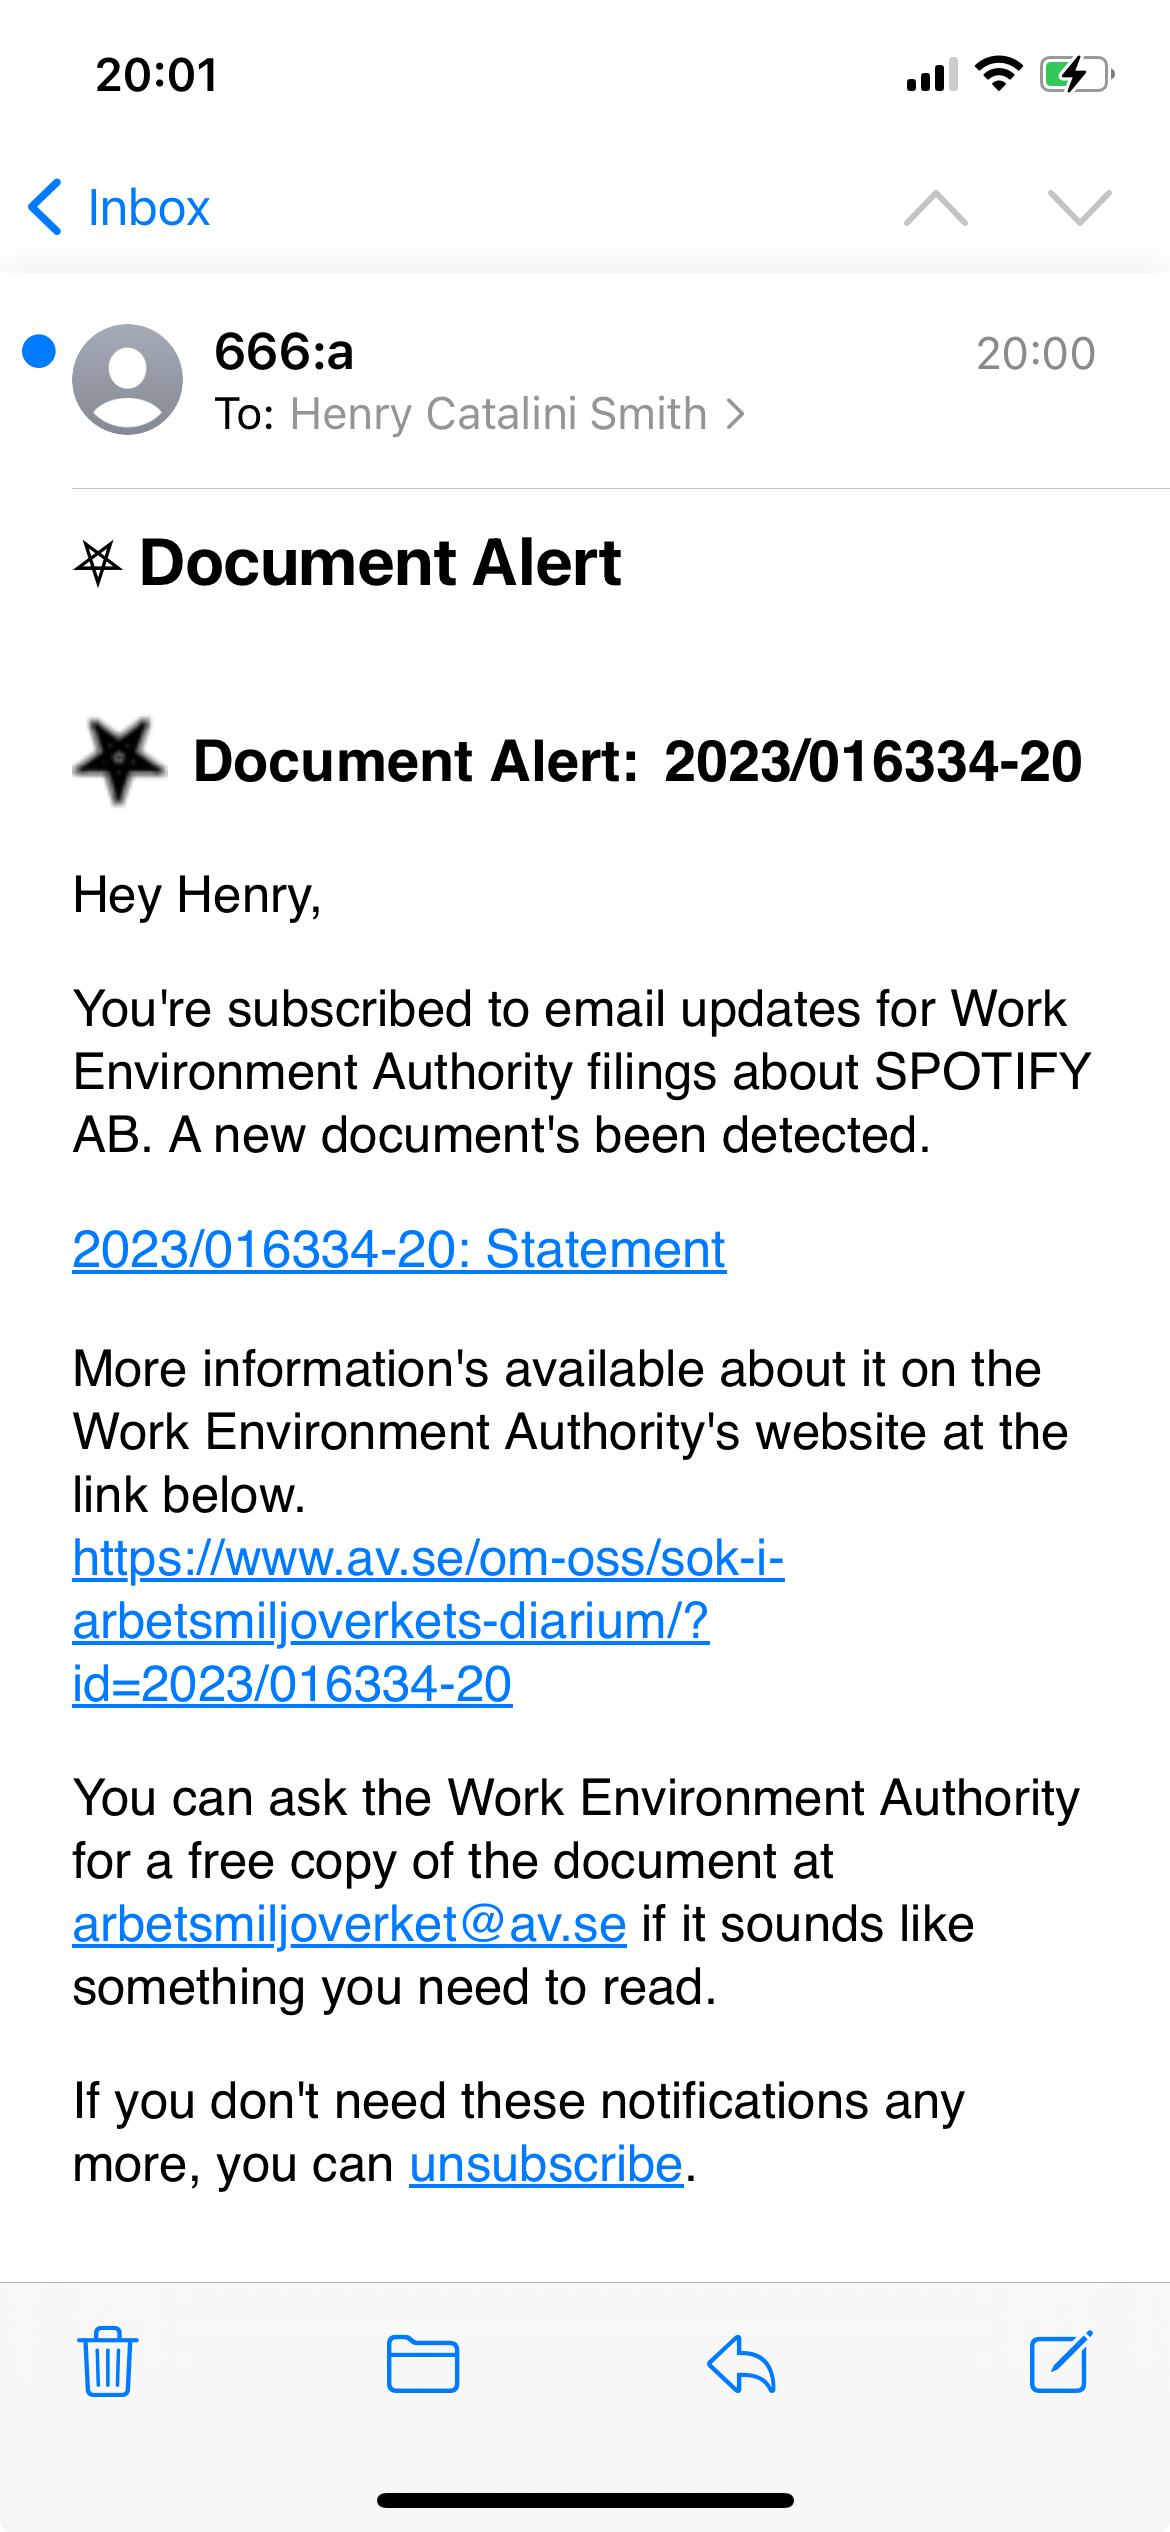 20:01
Inbox
666:a
20:00
To: Henry Catalini Smith
Document Alert
Document Alert: 2023/016334-20
Hey Henry,
You're subscribed to email updates for Work
Environment Authority filings about SPOTIFY
AB. A new document's been detected.
2023/016334-20: Statement
More information's available about it on the
Work Environment Authority's website at the
link below.
https://www.av.se/om-oss/sok-i-
arbetsmiljoverkets-diarium/?
id=2023/016334-20
You can ask the Work Environment Authority
for a free copy of the document at
arbetsmiljoverket@av.se if it sounds like
something you need to read.
If you don't need these notifications any
more, you can unsubscribe.